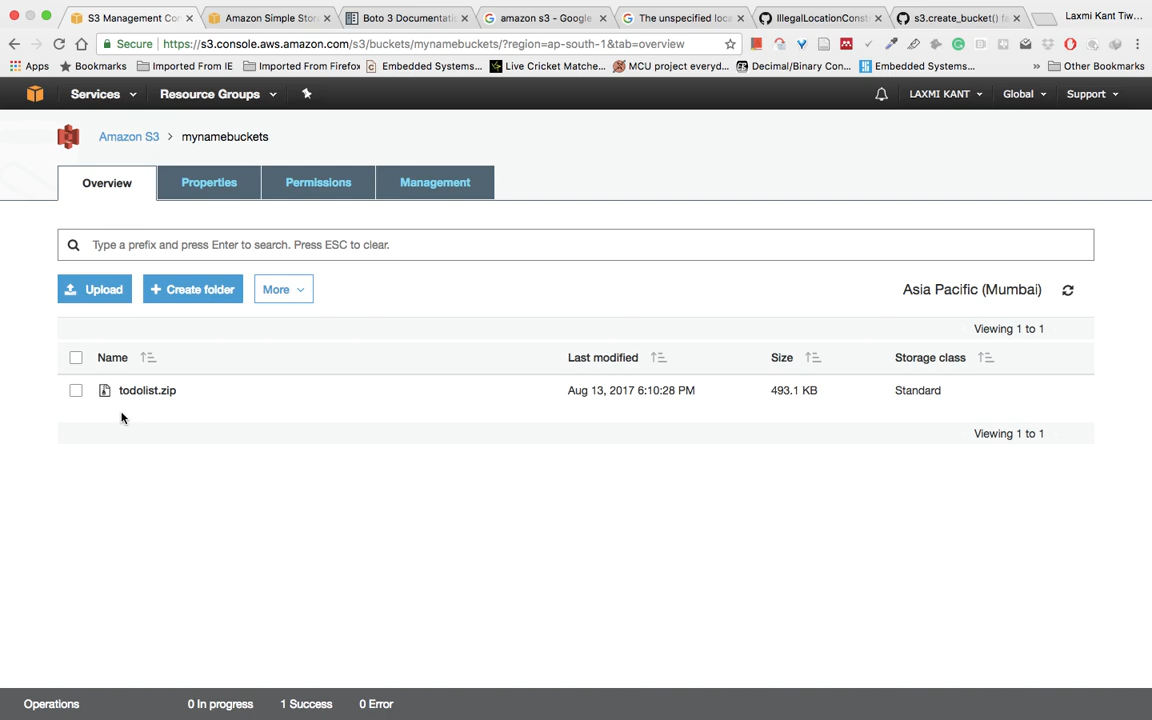 S3 Management Co
Amazon Simple Stor
Boto 3 Documentati
amazon s3 - Google
The unspecified loca
IllegalLocationConst
s3.create_bucket() fa
Laxmi Kant Tiw...
Secure
https://s3.console.aws.amazon.com/s3/buckets/mynamebuckets/?region=ap-south-1&tab=overview
Apps
Bookmarks
Imported From IE
Imported From Firefox
Embedded Systems...
Live Cricket Matche...
MCU project everyd...
Decimal/Binary Con...
Embedded Systems...
»
Other Bookmarks
Services
Resource Groups
LAXMI KANT
Global
Support
Amazon S3 > mynamebuckets
Overview
Properties
Permissions
Management
Type a prefix and press Enter to search. Press ESC to clear.
Upload
+ Create folder
More
Asia Pacific (Mumbai)
Viewing 1 to 1
Name
Last modified
Size
Storage class
todolist.zip
Aug 13, 2017 6:10:28 PM
493.1 KB
Standard
Viewing 1 to 1
Operations
0 In progress
1 Success
0 Error